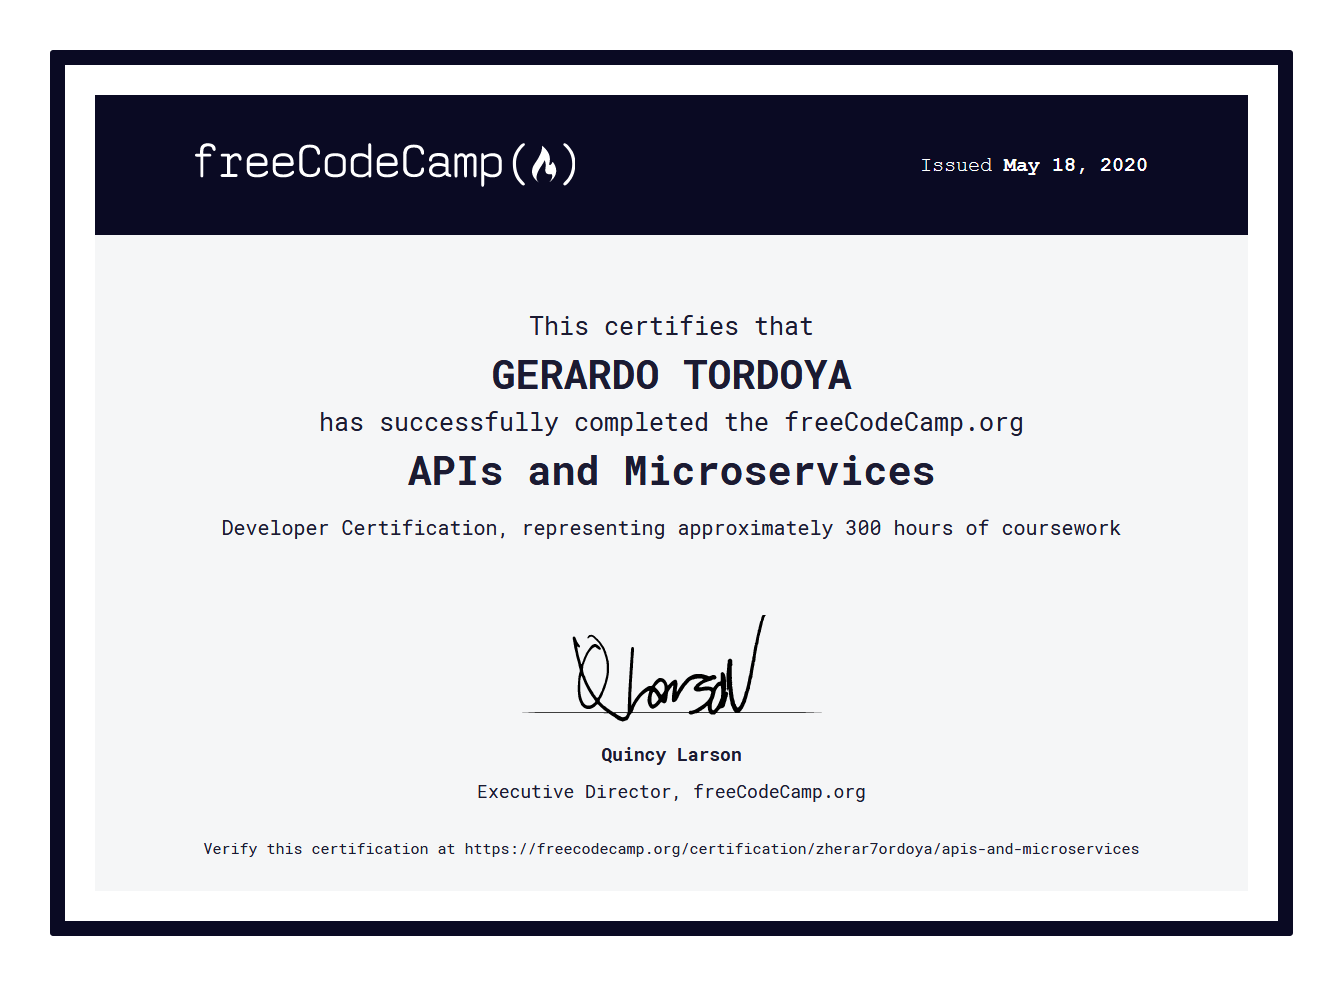 freeCodeCamp
Issued May 18, 2020
This certifies that
GERARDO TORDOYA
has successfully completed the freeCodeCamp.org
APIs and Microservices
Developer Certification, representing approximately 300 hours of coursework
Q Larson
Quincy Larson
Executive Director, freeCodeCamp.org
Verify this certification at https://freecodecamp.org/certification/zherar7ordoya/apis-and-microservices